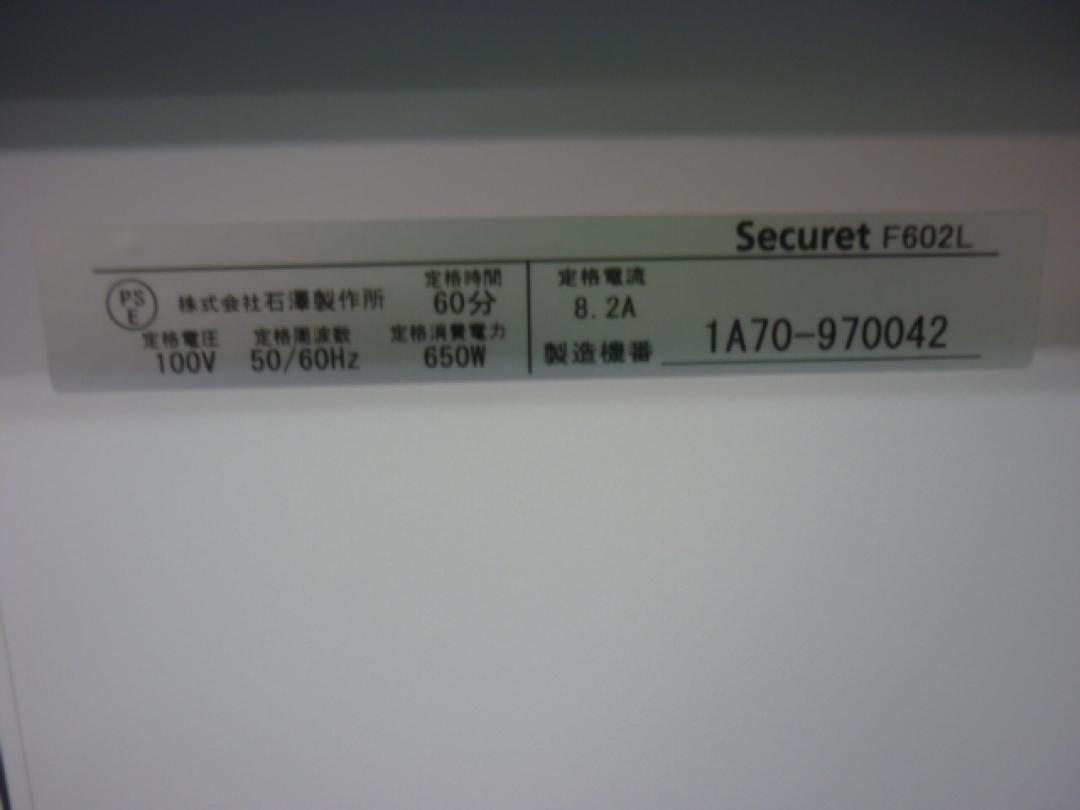 Securet F602L
PS
E
株式会社石澤製作所
定格時間
60分
定格電圧 定格周波数 定格消費電力
100V 50/60Hz 650W
定格電流
8.2A
製造機番 1A70-970042